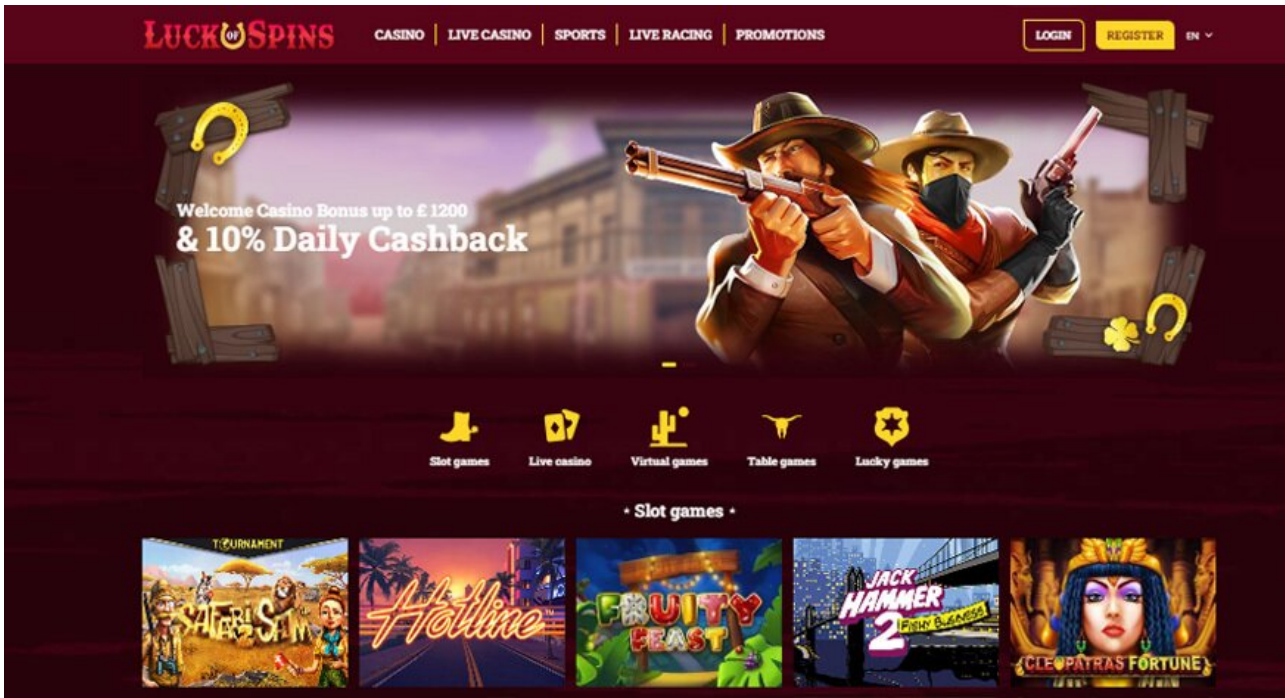 LUCK OF SPINS
CASINO LIVE CASINO SPORTS LIVE RACING PROMOTIONS
LOGIN REGISTER EN
Welcome Casino Bonus up to £1200
& 10% Daily Cashback
Slot games Live casino Virtual games Table games Lucky games
Slot games
TOURNAMENT
SAFARI SAM
Hotline™
FRUITY
FEAST
JACK
HAMMER
2 FISHY BUSINESS
CLEOPATRAS FORTUNE